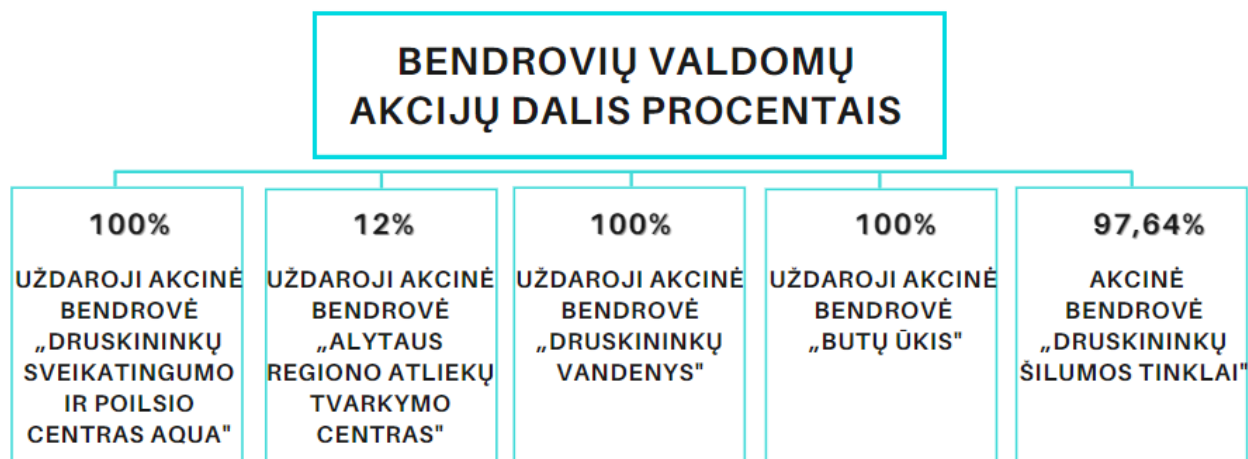 BENDROVIŲ VALDOMŲ
AKCIJŲ DALIS PROCENTAIS
100%
UŽDAROJI AKCINĖ
BENDROVĖ
„DRUSKININKŲ
SVEIKATINGUMO
IR POILSIO
CENTRAS AQUA"
12%
UŽDAROJI AKCINĖ
BENDROVĖ
„ALYTAUS
REGIONO ATLIEKŲ
TVARKYMO
CENTRAS"
100%
UŽDAROJI AKCINĖ
BENDROVĖ
„DRUSKININKŲ
VANDENYS"
100%
UŽDAROJI AKCINĖ
BENDROVĖ
„BUTŲ ŪKIS"
97,64%
AKCINĖ
BENDROVĖ
„DRUSKININKŲ
ŠILUMOS TINKLAI"